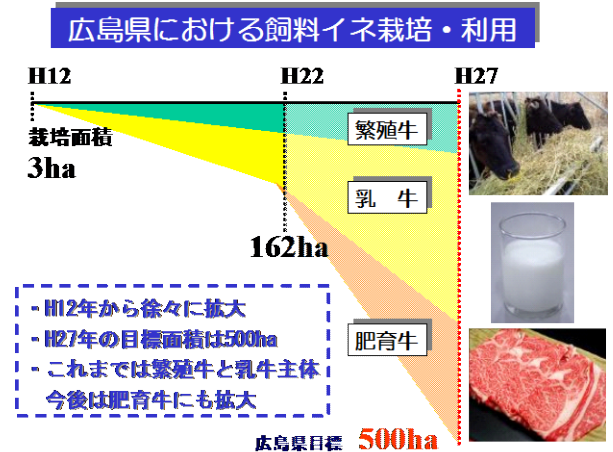 広島県における飼料イネ栽培・利用
H12
H22
H27
栽培面積
3ha
繁殖牛
乳　牛
162ha
肥育牛
- H12年から徐々に拡大
- H27年の目標面積は500ha
- これまでは繁殖牛と乳牛主体
今後は肥育牛にも拡大
広島県目標 500ha